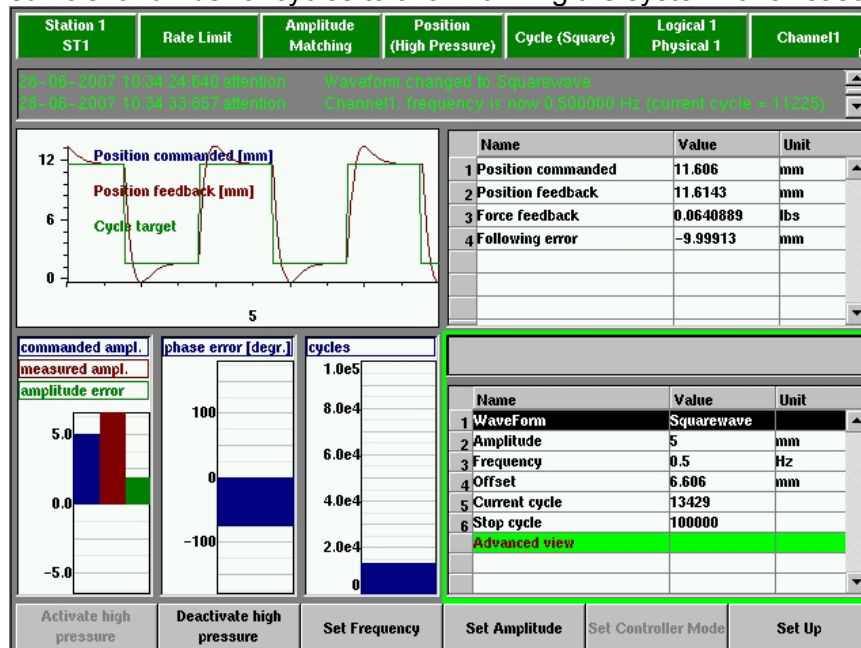 Station 1
ST1
Rate Limit
Amplitude
Matching
Position
(High Pressure)
Cycle (Square)
Logical 1
Physical 1
Channel1
28-06-2007 10:34:24.640 attention Waveform changed to Squarewave
28-06-2007 10:34:33.857 attention Channel1: frequency is now 0.500000 Hz (current cycle = 11225).
12
6
0
Position commanded [mm]
Position feedback [mm]
Cycle target
5
Name Value Unit
1 Position commanded 11.606 mm
2 Position feedback 11.6143 mm
3 Force feedback 0.0640889 lbs
4 Following error -9.99913 mm
commanded ampl.
measured ampl.
amplitude error
5.0
0.0
-5.0
phase error [degr.]
100
0
-100
cycles
1.0e5
8.0e4
6.0e4
4.0e4
2.0e4
0
Name Value Unit
1 WaveForm Squarewave
2 Amplitude 5 mm
3 Frequency 0.5 Hz
4 Offset 6.606 mm
5 Current cycle 13429
6 Stop cycle 100000
Advanced view
Activate high
pressure
Deactivate high
pressure
Set Frequency
Set Amplitude
Set Controller Mode
Set Up